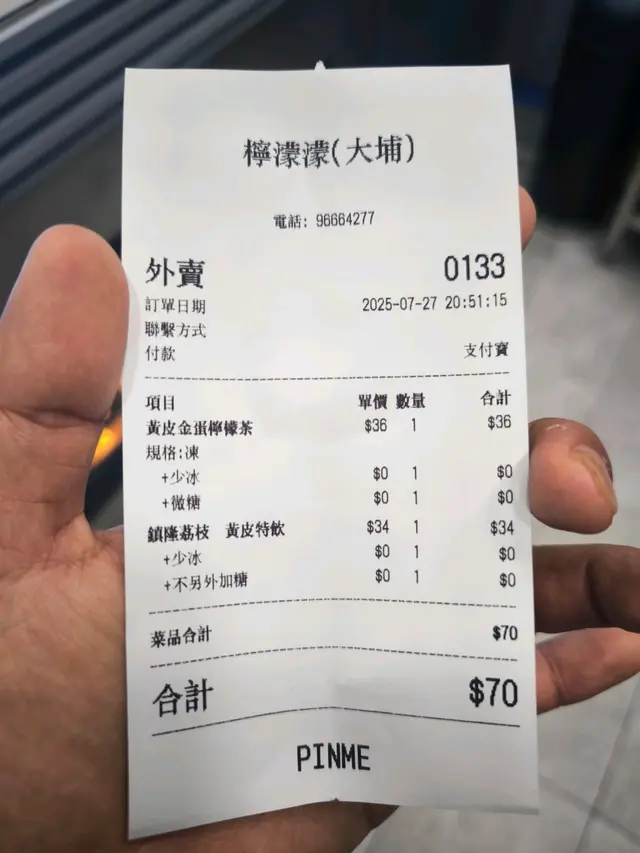 檸濛濛(大埔)
電話: 96664277
外賣 0133
訂單日期 2025-07-27 20:51:15
聯繫方式
付款 支付寶
項目 單價 數量 合計
黃皮金蛋檸檬茶 $36 1 $36
規格:凍
+少冰 $0 1 $0
+微糖 $0 1 $0
鎮隆荔枝 黃皮特飲 $34 1 $34
+少冰 $0 1 $0
+不另外加糖 $0 1 $0
菜品合計 $70
合計 $70
PINME